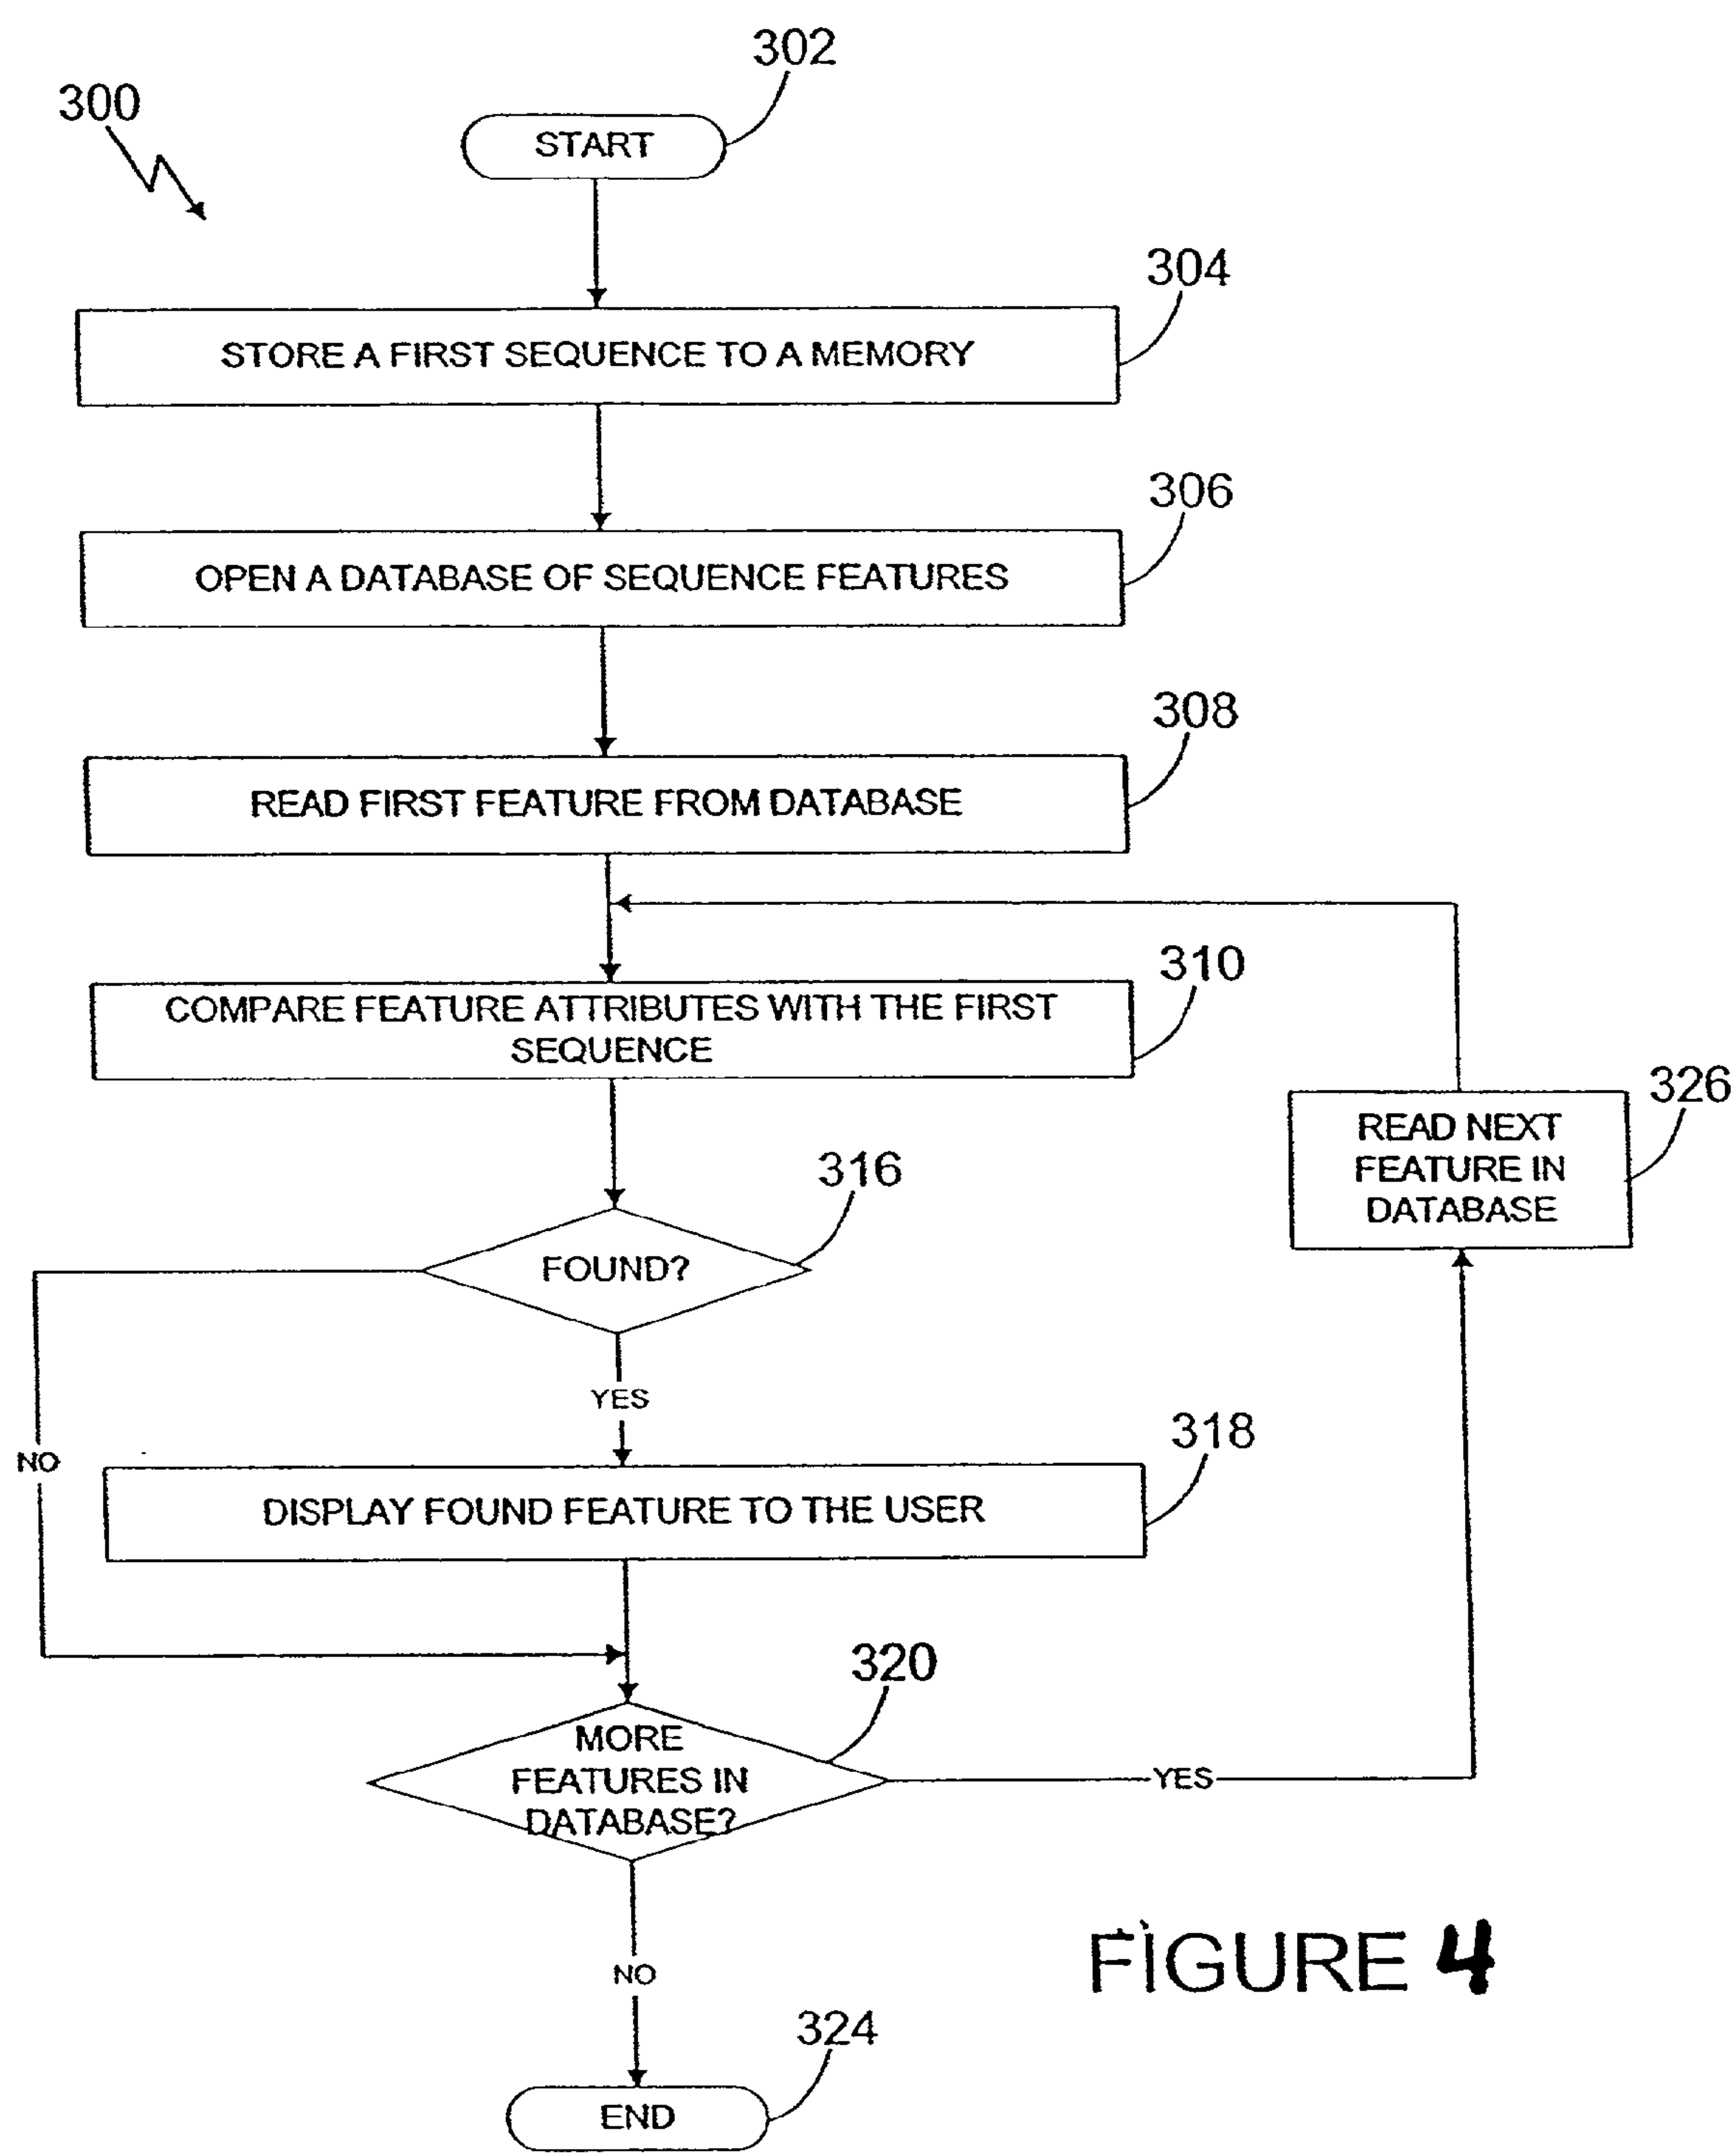 302
300
START
304
STORE A FIRST SEQUENCE TO A MEMORY
306
OPEN A DATABASE OF SEQUENCE FEATURES
308
READ FIRST FEATURE FROM DATABASE
310
COMPARE FEATURE ATTRIBUTES WITH THE FIRST
SEQUENCE
326
READ NEXT
FEATURE IN
DATABASE
316
FOUND?
YES
NO
318
DISPLAY FOUND FEATURE TO THE USER
320
MORE
FEATURES IN
DATABASE?
YES
NO
324
END
FIGURE 4